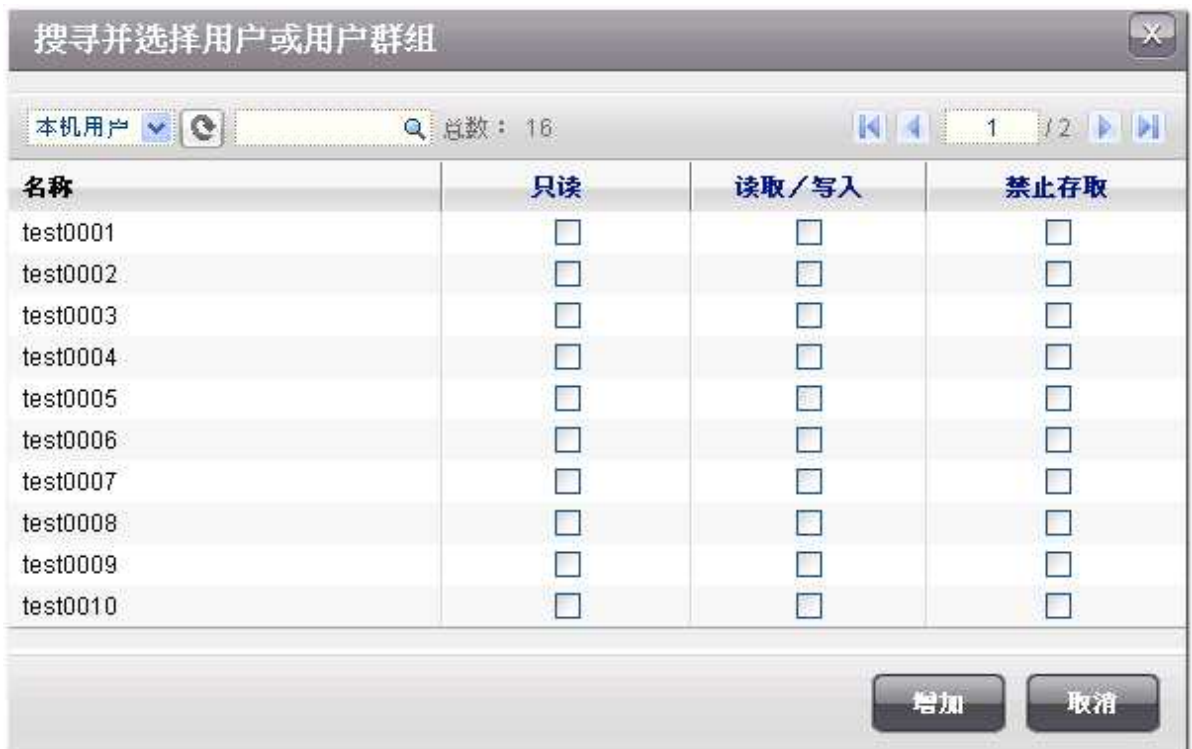 搜寻并选择用户或用户群组
本机用户 总数： 16 1 / 2
名称 只读 读取／写入 禁止存取
test0001
test0002
test0003
test0004
test0005
test0006
test0007
test0008
test0009
test0010
增加 取消